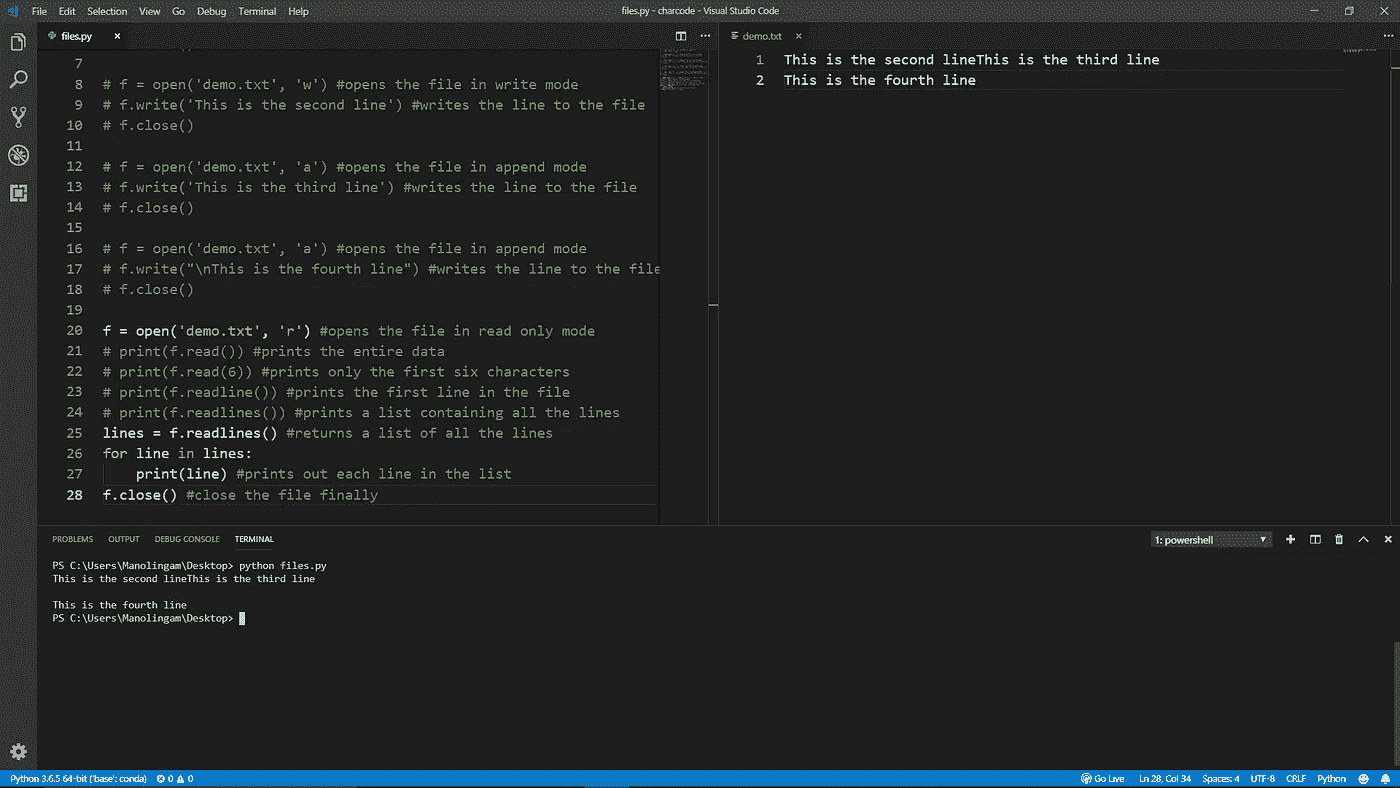 File Edit Selection View Go Debug Terminal Help
files.py - charcode - Visual Studio Code
files.py
7
8 # f = open('demo.txt', 'w') #opens the file in write mode
9 # f.write('This is the second line') #writes the line to the file
10 # f.close()
11
12 # f = open('demo.txt', 'a') #opens the file in append mode
13 # f.write('This is the third line') #writes the line to the file
14 # f.close()
15
16 # f = open('demo.txt', 'a') #opens the file in append mode
17 # f.write("\nThis is the fourth line") #writes the line to the file
18 # f.close()
19
20 f = open('demo.txt', 'r') #opens the file in read only mode
21 # print(f.read()) #prints the entire data
22 # print(f.read(6)) #prints only the first six characters
23 # print(f.readline()) #prints the first line in the file
24 # print(f.readlines()) #prints a list containing all the lines
25 lines = f.readlines() #returns a list of all the lines
26 for line in lines:
27 print(line) #prints out each line in the list
28 f.close() #close the file finally
demo.txt
1 This is the second lineThis is the third line
2 This is the fourth line
PROBLEMS OUTPUT DEBUG CONSOLE TERMINAL
1: powershell
PS C:\Users\Manolingam\Desktop> python files.py
This is the second lineThis is the third line
This is the fourth line
PS C:\Users\Manolingam\Desktop>
Python 3.6.5 64-bit ('base': conda) 0 0
Go Live Ln 28, Col 34 Spaces: 4 UTF-8 CRLF Python